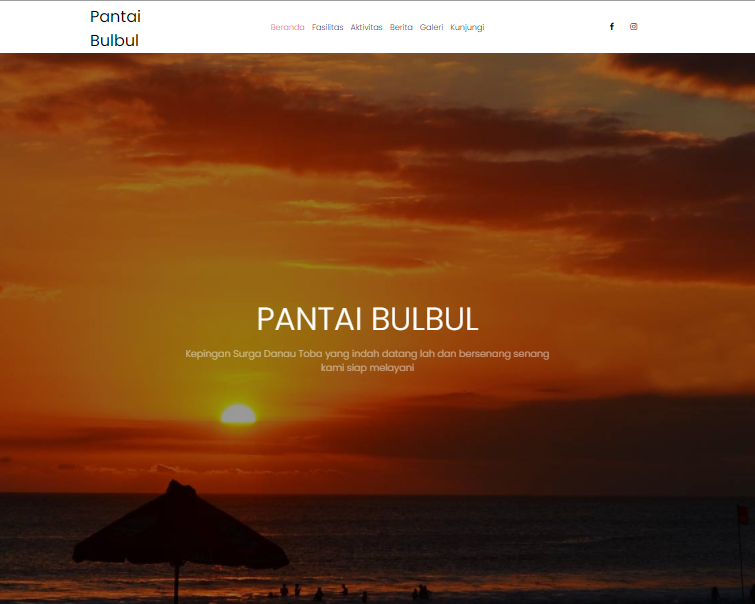 Pantai
Bulbul
Beranda Fasilitas Aktivitas Berita Galeri Kunjungi
PANTAI BULBUL
Kepingan Surga Danau Toba yang indah datang lah dan bersenang senang
kami siap melayani